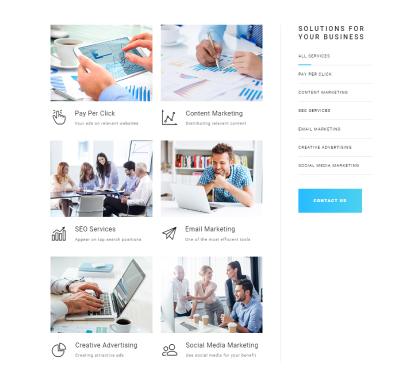 Pay Per Click
Your ads on relevant websites
Content Marketing
Distributing relevant content
SEO Services
Appear on top search positions
Email Marketing
One of the most efficient tools
Creative Advertising
Creating attractive ads
Social Media Marketing
Use social media for your benefit
SOLUTIONS FOR
YOUR BUSINESS
ALL SERVICES
PAY PER CLICK
CONTENT MARKETING
SEO SERVICES
EMAIL MARKETING
CREATIVE ADVERTISING
SOCIAL MEDIA MARKETING
CONTACT US